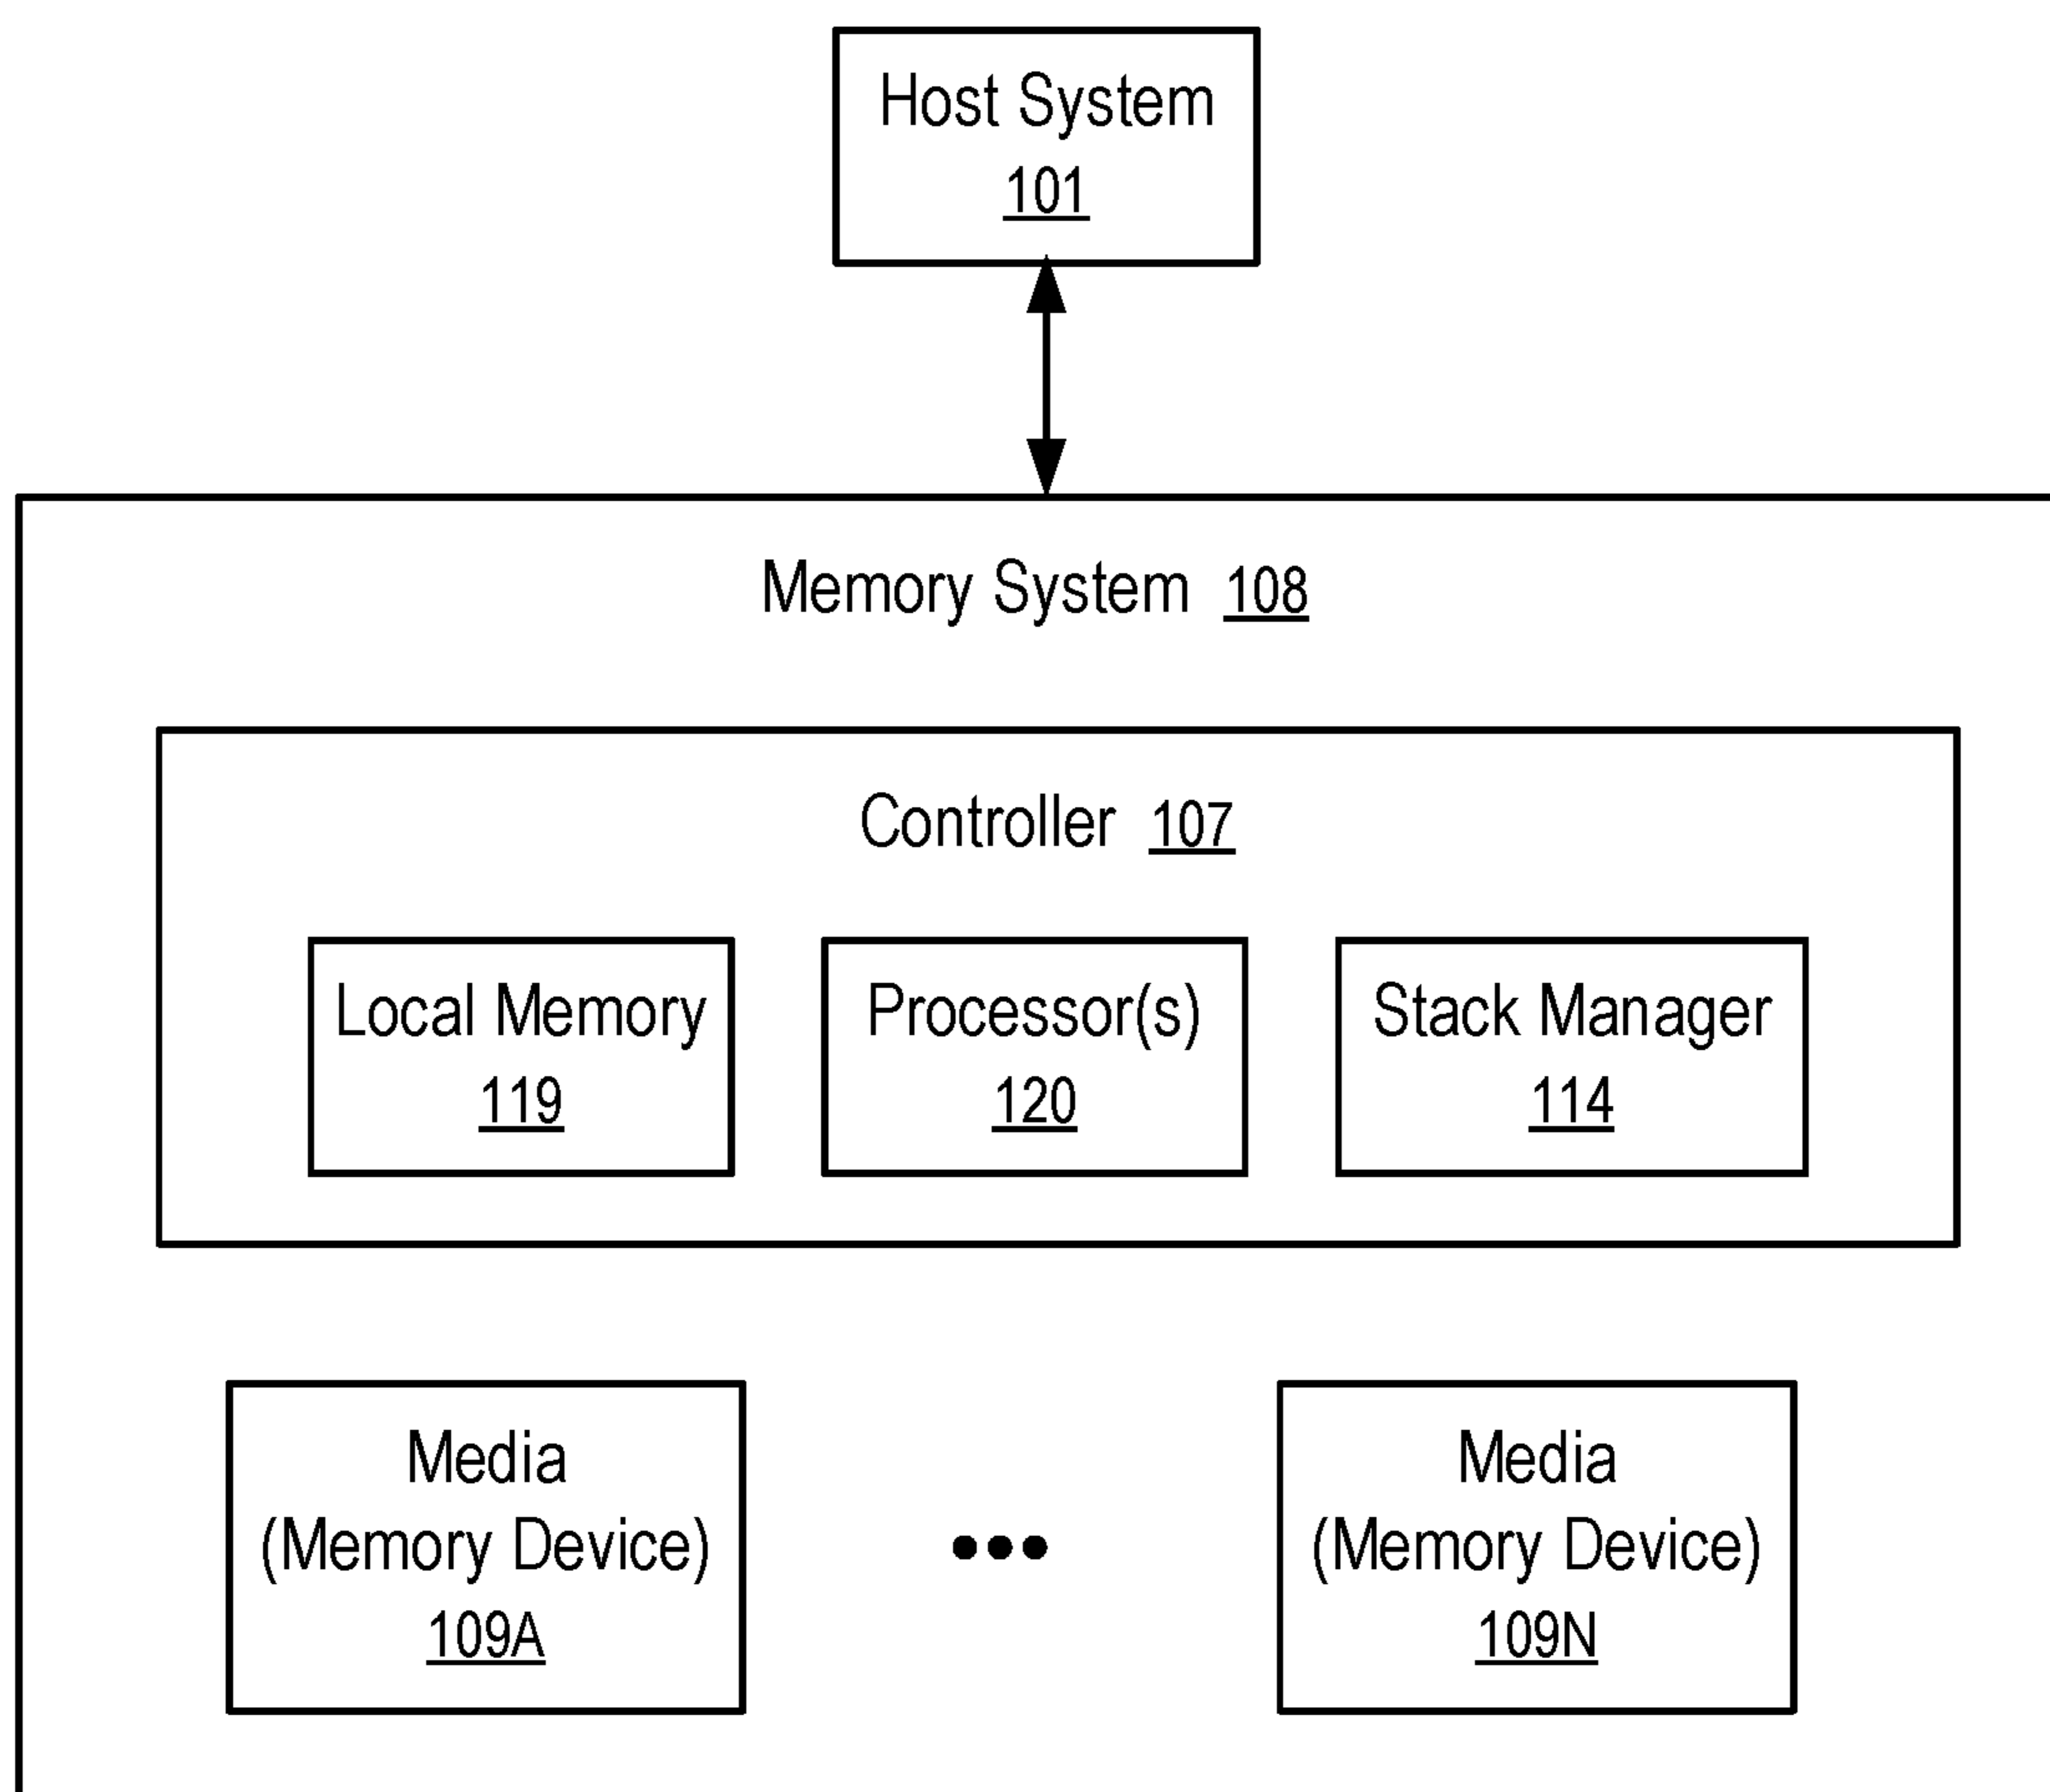 Host System
101
Memory System 108
Controller 107
Local Memory
119
Processor(s)
120
Stack Manager
114
Media
(Memory Device)
109A
Media
(Memory Device)
109N